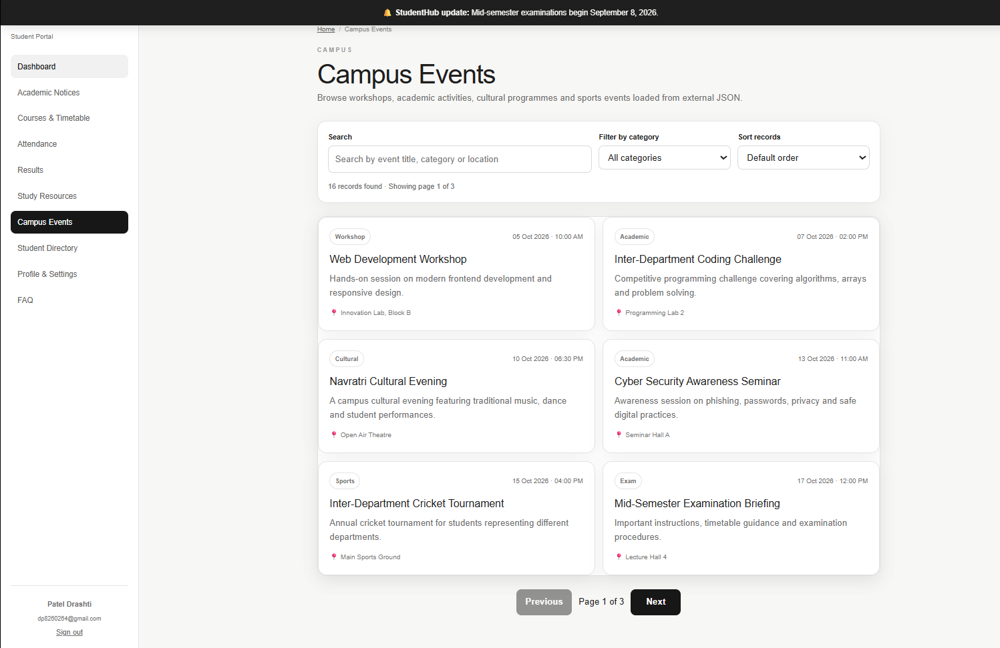 🔔 StudentHub update: Mid-semester examinations begin September 8, 2026.
Student Portal
Dashboard
Academic Notices
Courses & Timetable
Attendance
Results
Study Resources
Campus Events
Student Directory
Profile & Settings
FAQ
Patel Drashti
dp8260264@gmail.com
Sign out
Home / Campus Events
CAMPUS
Campus Events
Browse workshops, academic activities, cultural programmes and sports events loaded from external JSON.
Search
Search by event title, category or location
Filter by category
All categories
Sort records
Default order
16 records found · Showing page 1 of 3
Workshop
05 Oct 2026 · 10:00 AM
Web Development Workshop
Hands-on session on modern frontend development and
responsive design.
📍 Innovation Lab, Block B
Academic
07 Oct 2026 · 02:00 PM
Inter-Department Coding Challenge
Competitive programming challenge covering algorithms, arrays
and problem solving.
📍 Programming Lab 2
Cultural
10 Oct 2026 · 06:30 PM
Navratri Cultural Evening
A campus cultural evening featuring traditional music, dance
and student performances.
📍 Open Air Theatre
Academic
13 Oct 2026 · 11:00 AM
Cyber Security Awareness Seminar
Awareness session on phishing, passwords, privacy and safe
digital practices.
📍 Seminar Hall A
Sports
15 Oct 2026 · 04:00 PM
Inter-Department Cricket Tournament
Annual cricket tournament for students representing different
departments.
📍 Main Sports Ground
Exam
17 Oct 2026 · 12:00 PM
Mid-Semester Examination Briefing
Important instructions, timetable guidance and examination
procedures.
📍 Lecture Hall 4
Previous
Page 1 of 3
Next